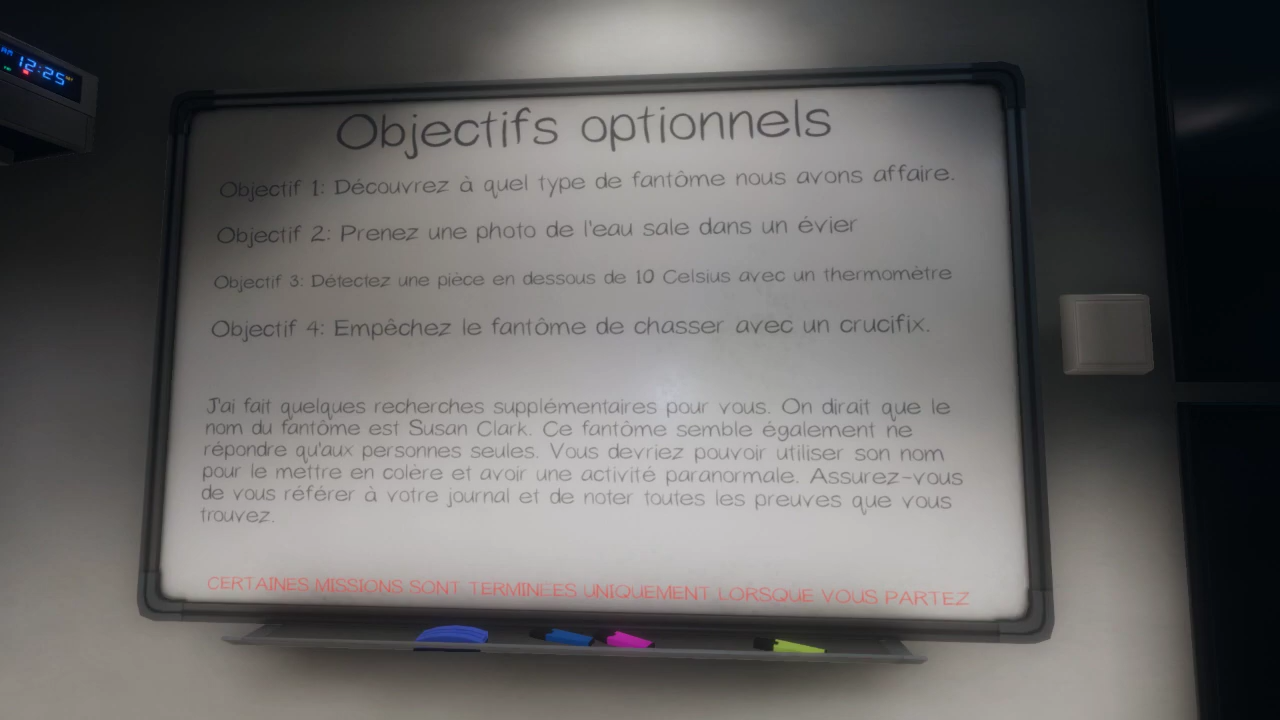 AM 12:25
Objectifs optionnels
Objectif 1: Découvrez à quel type de fantôme nous avons affaire.
Objectif 2: Prenez une photo de l'eau sale dans un évier
Objectif 3: Détectez une pièce en dessous de 10 Celsius avec un thermomètre
Objectif 4: Empêchez le fantôme de chasser avec un crucifix.
J'ai fait quelques recherches supplémentaires pour vous. On dirait que le
nom du fantôme est Susan Clark. Ce fantôme semble également ne
répondre qu'aux personnes seules. Vous devriez pouvoir utiliser son nom
pour le mettre en colère et avoir une activité paranormale. Assurez-vous
de vous référer à votre journal et de noter toutes les preuves que vous
trouvez.
CERTAINES MISSIONS SONT TERMINEES UNIQUEMENT LORSQUE VOUS PARTEZ